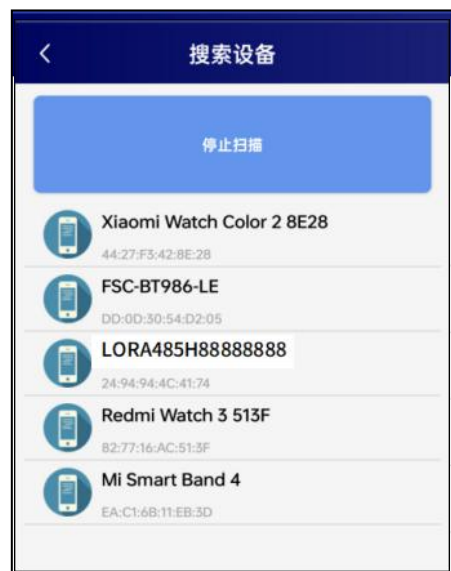 搜索设备
停止扫描
Xiaomi Watch Color 2 8E28
44:27:F3:42:8E:28
FSC-BT986-LE
DD:0D:30:54:D2:05
LORA485H88888888
24:94:94:4C:41:74
Redmi Watch 3 513F
82:77:16:AC:51:3F
Mi Smart Band 4
EA:C1:6B:11:EB:3D